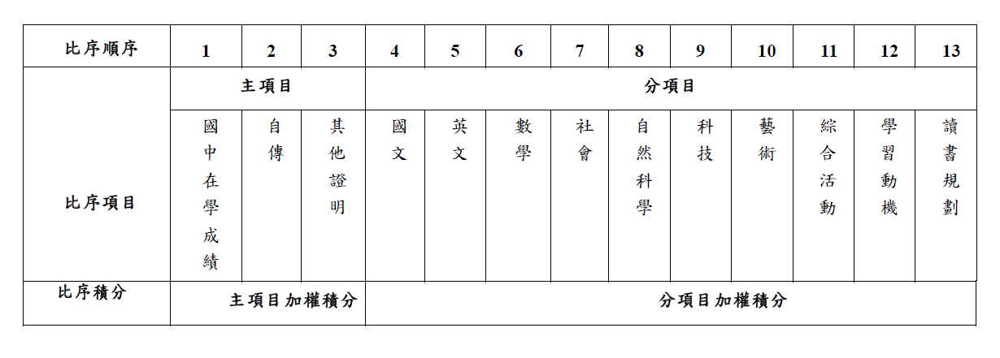 比序順序 1 2 3 4 5 6 7 8 9 10 11 12 13
比序項目 主項目 分項目
國中在學成績 自傳 其他證明 國文 英文 數學 社會 自然科學 科技 藝術 綜合活動 學習動機 讀書規劃
比序積分 主項目加權積分 分項目加權積分